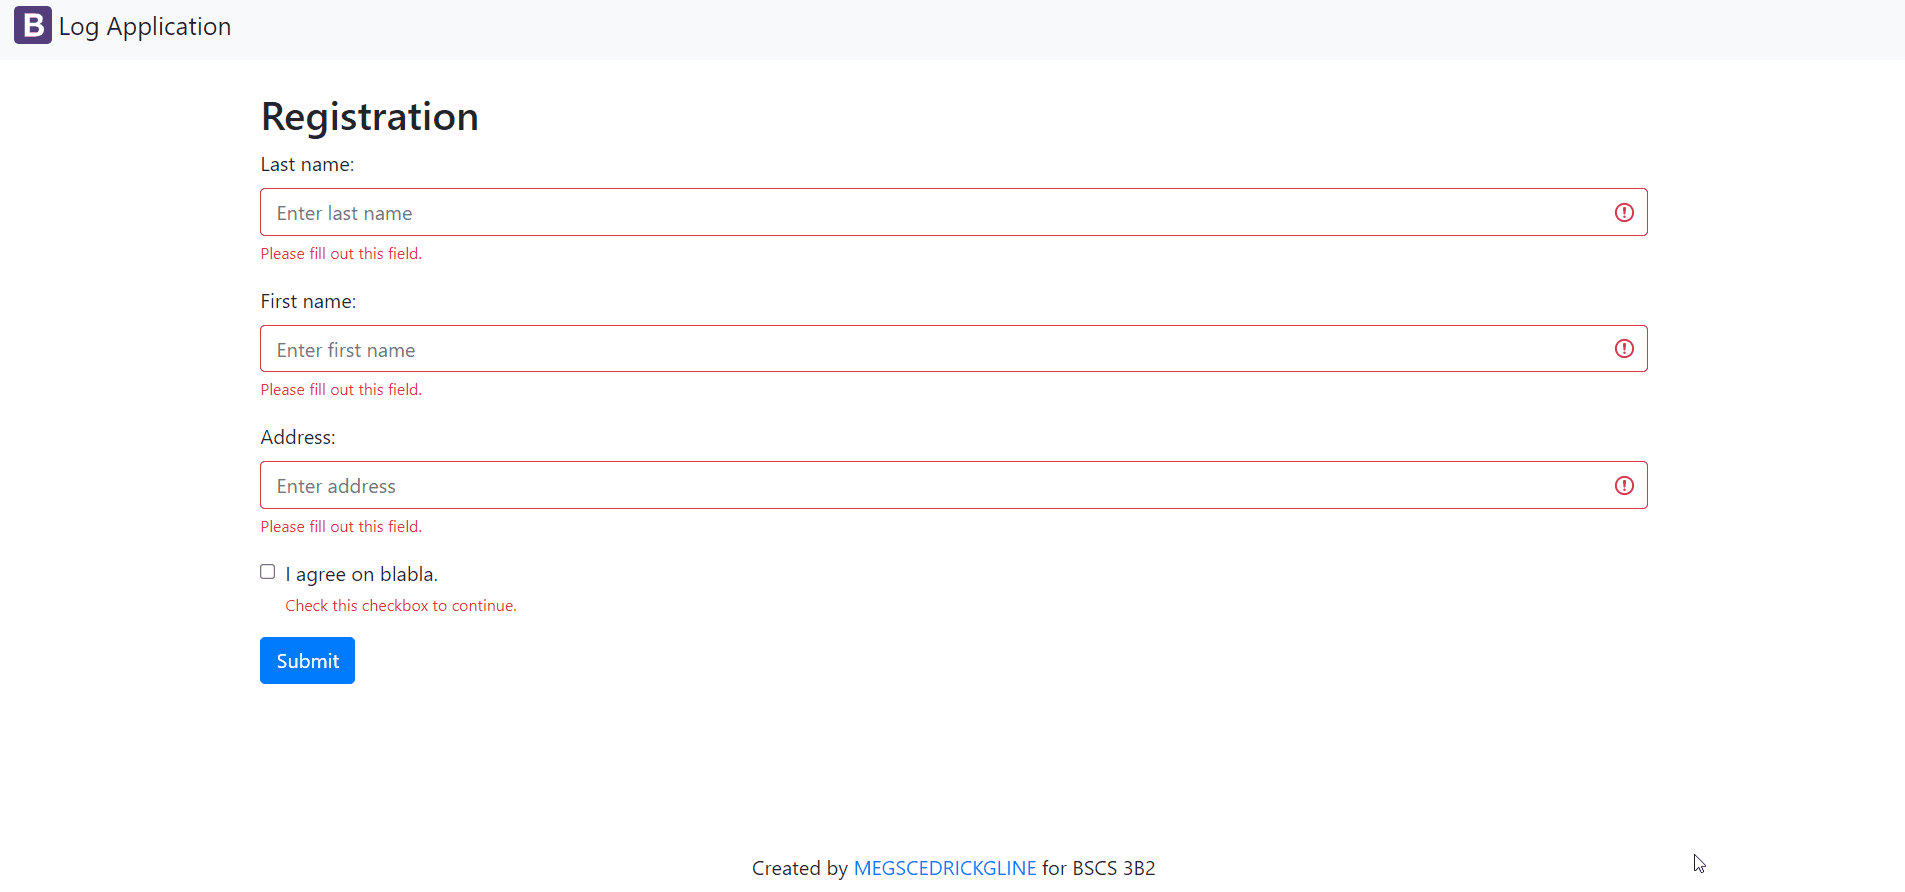 B Log Application
Registration
Last name:
Enter last name
Please fill out this field.
First name:
Enter first name
Please fill out this field.
Address:
Enter address
Please fill out this field.
I agree on blabla.
Check this checkbox to continue.
Submit
Created by MEGSCEDRICKGLINE for BSCS 3B2